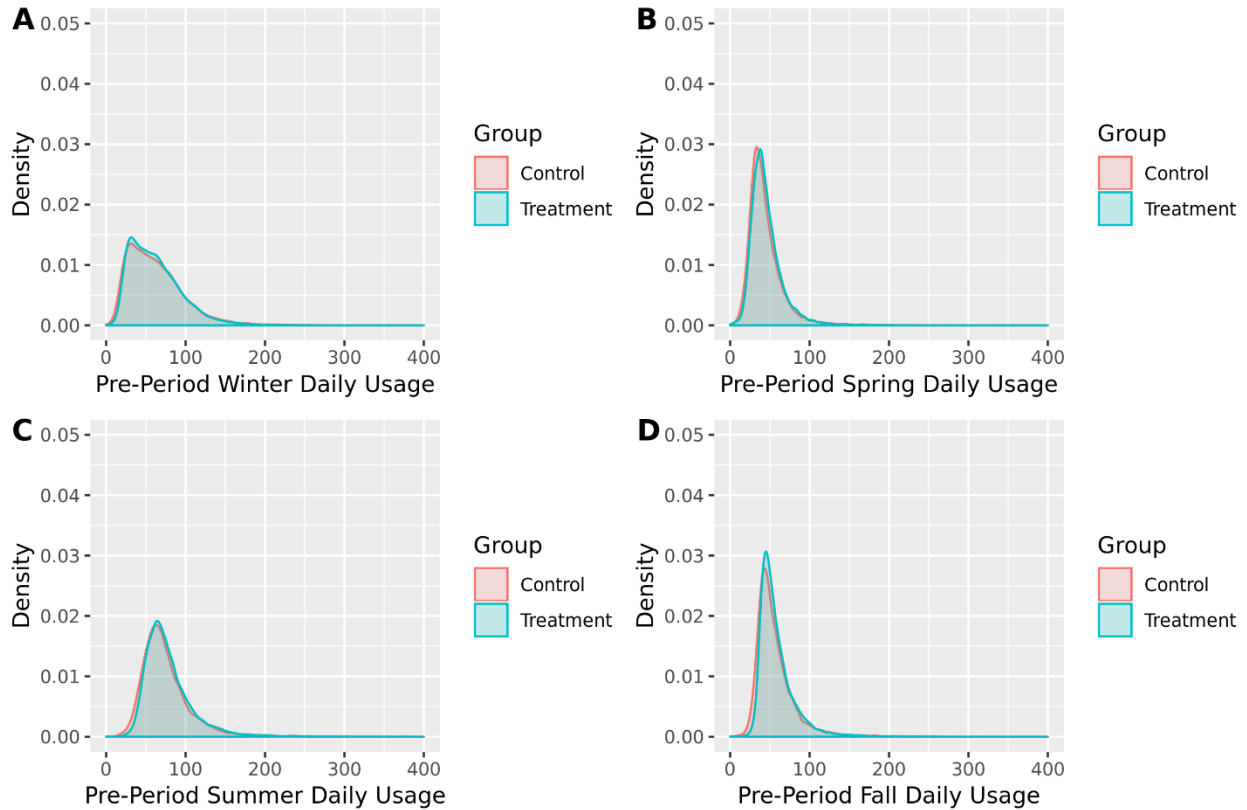 A
0.05
0.04
0.03
0.02
0.01
0.00
Density
0 100 200 300 400
Pre-Period Winter Daily Usage
Group
Control
Treatment
B
0.05
0.04
0.03
0.02
0.01
0.00
Density
0 100 200 300 400
Pre-Period Spring Daily Usage
Group
Control
Treatment
C
0.05
0.04
0.03
0.02
0.01
0.00
Density
0 100 200 300 400
Pre-Period Summer Daily Usage
Group
Control
Treatment
D
0.05
0.04
0.03
0.02
0.01
0.00
Density
0 100 200 300 400
Pre-Period Fall Daily Usage
Group
Control
Treatment